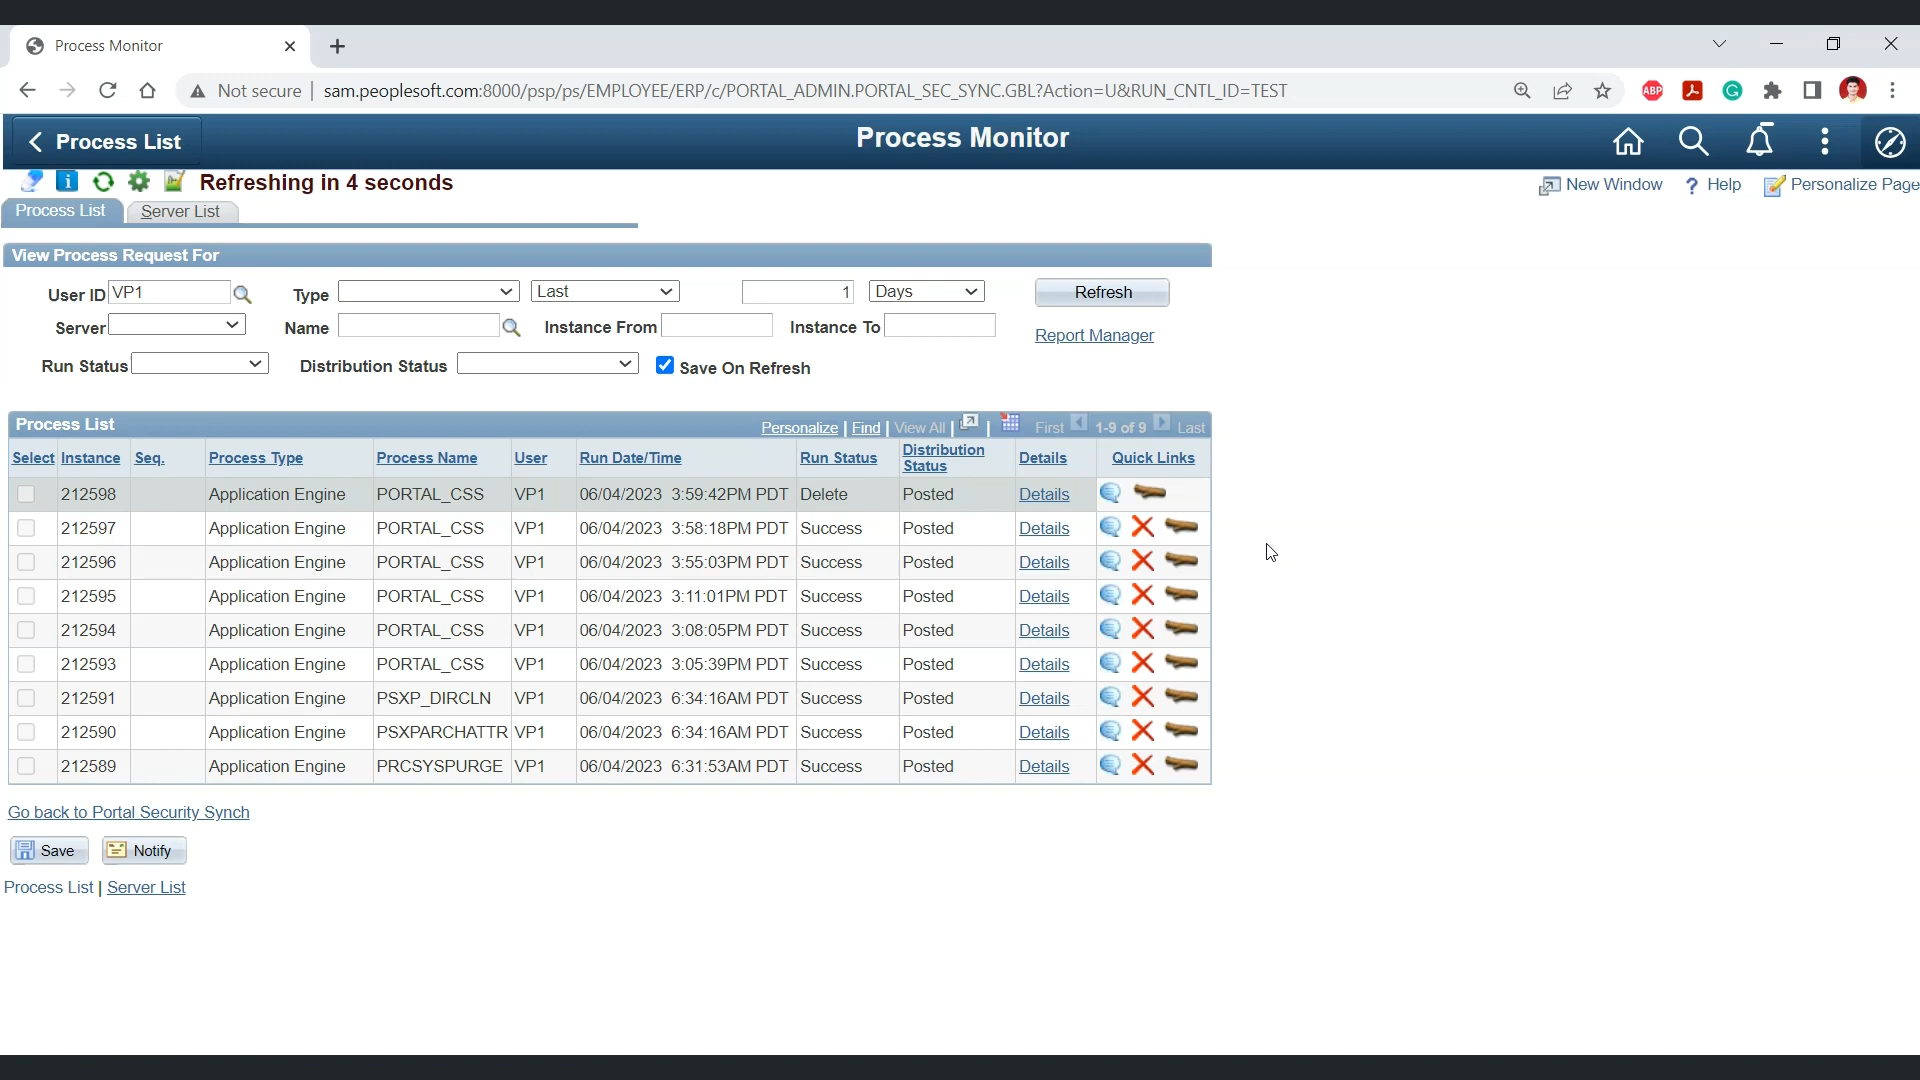 Process Monitor
Not secure | sam.peoplesoft.com:8000/psp/ps/EMPLOYEE/ERP/c/PORTAL_ADMIN.PORTAL_SEC_SYNC.GBL?Action=U&RUN_CNTL_ID=TEST
ABP
Process List
Process Monitor
Refreshing in 4 seconds
New Window
? Help
Personalize Page
Process List
Server List
View Process Request For
User ID VP1 Type Last 1 Days Refresh
Server Name Instance From Instance To Report Manager
Run Status Distribution Status Save On Refresh
Process List Personalize | Find | View All | | First 1-9 of 9 Last
Select Instance Seq. Process Type Process Name User Run Date/Time Run Status Distribution Status Details Quick Links
212598 Application Engine PORTAL_CSS VP1 06/04/2023 3:59:42PM PDT Delete Posted Details
212597 Application Engine PORTAL_CSS VP1 06/04/2023 3:58:18PM PDT Success Posted Details
212596 Application Engine PORTAL_CSS VP1 06/04/2023 3:55:03PM PDT Success Posted Details
212595 Application Engine PORTAL_CSS VP1 06/04/2023 3:11:01PM PDT Success Posted Details
212594 Application Engine PORTAL_CSS VP1 06/04/2023 3:08:05PM PDT Success Posted Details
212593 Application Engine PORTAL_CSS VP1 06/04/2023 3:05:39PM PDT Success Posted Details
212591 Application Engine PSXP_DIRCLN VP1 06/04/2023 6:34:16AM PDT Success Posted Details
212590 Application Engine PSXPARCHATTR VP1 06/04/2023 6:34:16AM PDT Success Posted Details
212589 Application Engine PRCSYSPURGE VP1 06/04/2023 6:31:53AM PDT Success Posted Details
Go back to Portal Security Synch
Save Notify
Process List | Server List